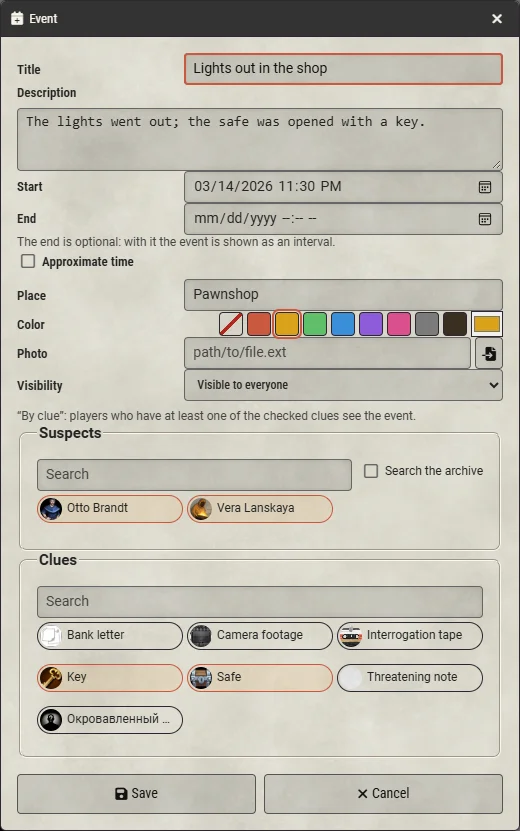 Event
Title
Lights out in the shop
Description
The lights went out; the safe was opened with a key.
Start
03/14/2026 11:30 PM
End
mm/dd/yyyy --:-- --
The end is optional: with it the event is shown as an interval.
Approximate time
Place
Pawnshop
Color
Photo
path/to/file.ext
Visibility
Visible to everyone
“By clue”: players who have at least one of the checked clues see the event.
Suspects
Search
Search the archive
Otto Brandt
Vera Lanskaya
Clues
Search
Bank letter
Camera footage
Interrogation tape
Key
Safe
Threatening note
Окровавленный ...
Save
Cancel